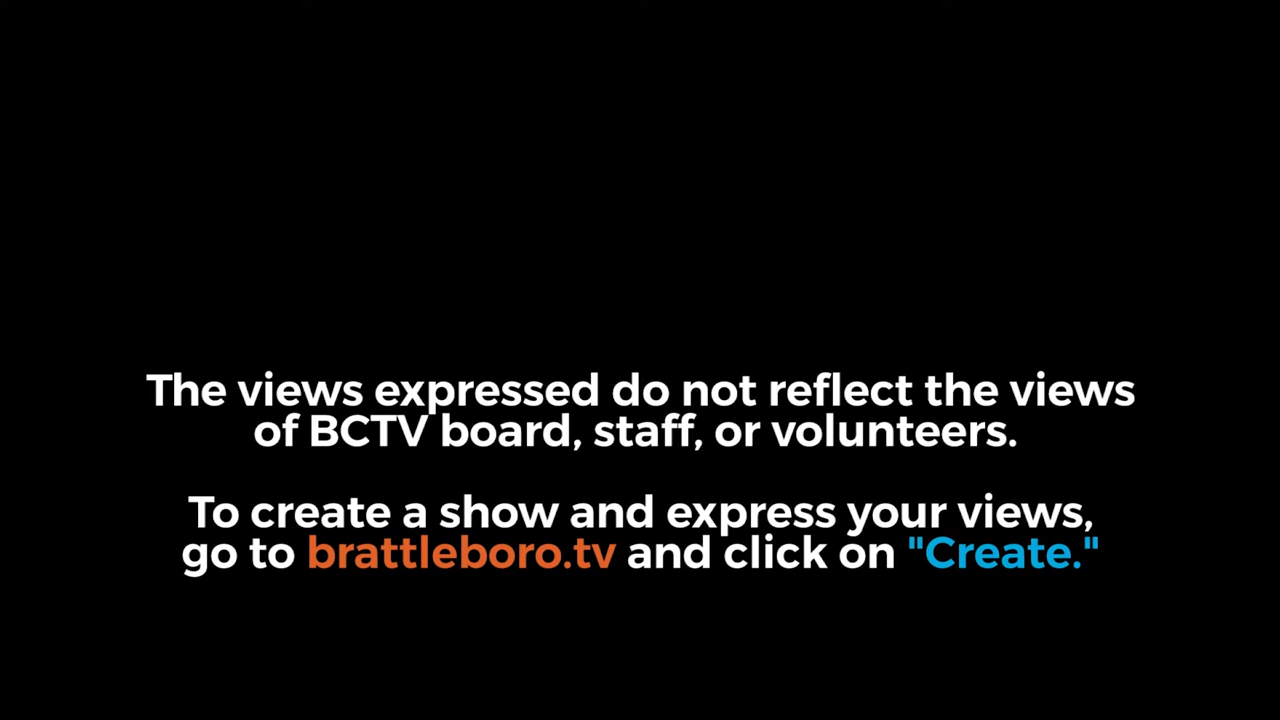 The views expressed do not reflect the views
of BCTV board, staff, or volunteers.
To create a show and express your views,
go to brattleboro.tv and click on "Create."